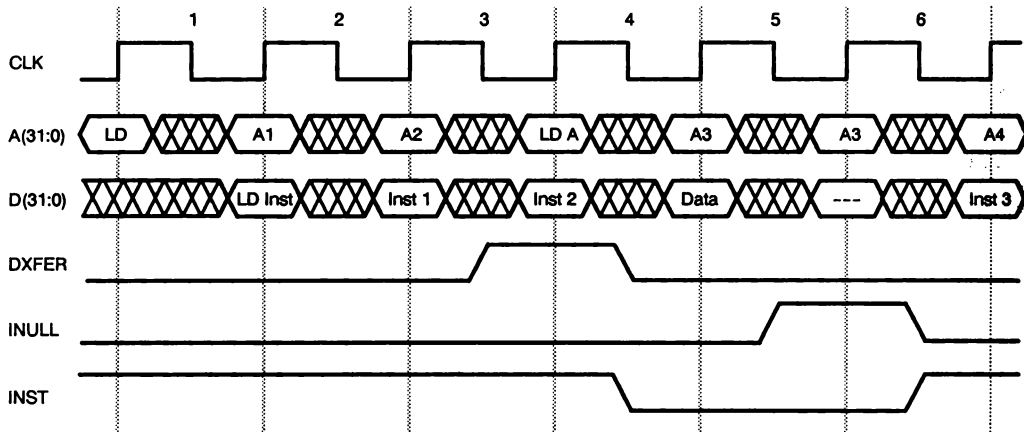 1 2 3 4 5 6
CLK
A(31:0) LD A1 A2 LD A A3 A3 A4
D(31:0) LD Inst Inst 1 Inst 2 Data --- Inst 3
DXFER
INULL
INST